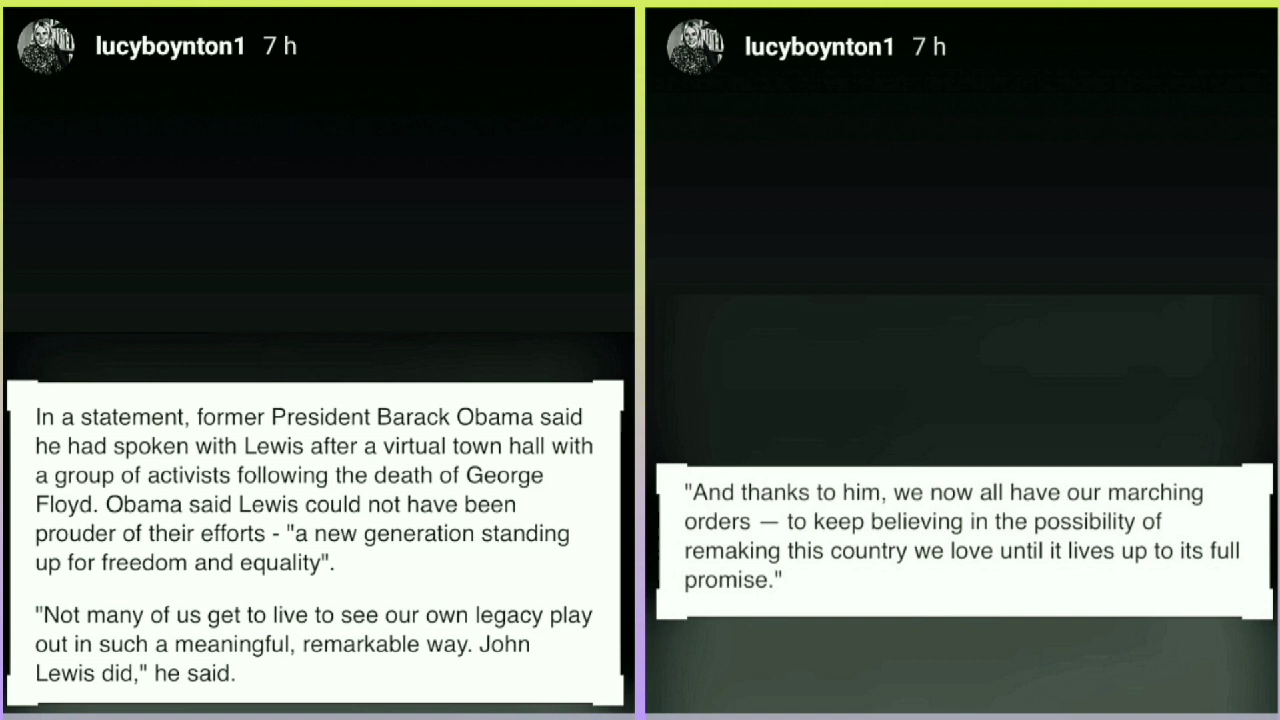 lucyboynton1 7 h
In a statement, former President Barack Obama said
he had spoken with Lewis after a virtual town hall with
a group of activists following the death of George
Floyd. Obama said Lewis could not have been
prouder of their efforts - "a new generation standing
up for freedom and equality".
"Not many of us get to live to see our own legacy play
out in such a meaningful, remarkable way. John
Lewis did," he said.
lucyboynton1 7 h
"And thanks to him, we now all have our marching
orders — to keep believing in the possibility of
remaking this country we love until it lives up to its full
promise."